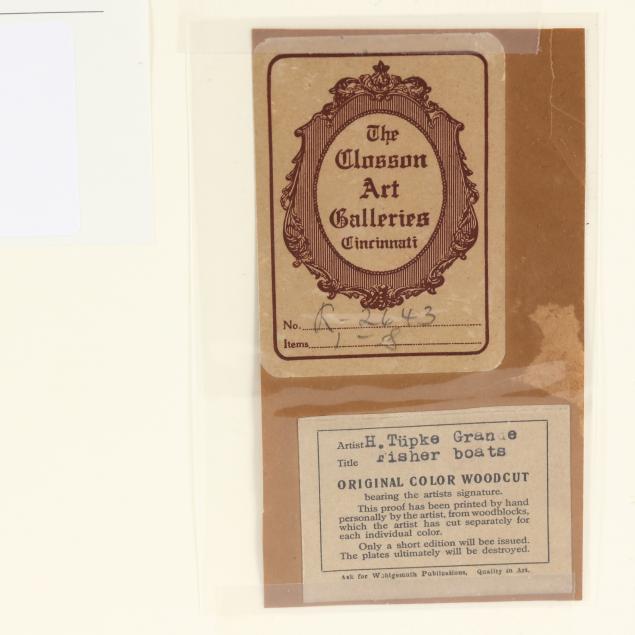 The
Closson
Art
Galleries
Cincinnati
No. R-2643
Items
Artist H. Tüpke Grande
Title fisher boats
ORIGINAL COLOR WOODCUT
bearing the artists signature.
This proof has been printed by hand
personally by the artist, from woodblocks,
which the artist has cut separately for
each individual color.
Only a short edition will bee issued.
The plates ultimately will be destroyed.
Ask for Wohlgemuth Publications, Quality in Art.